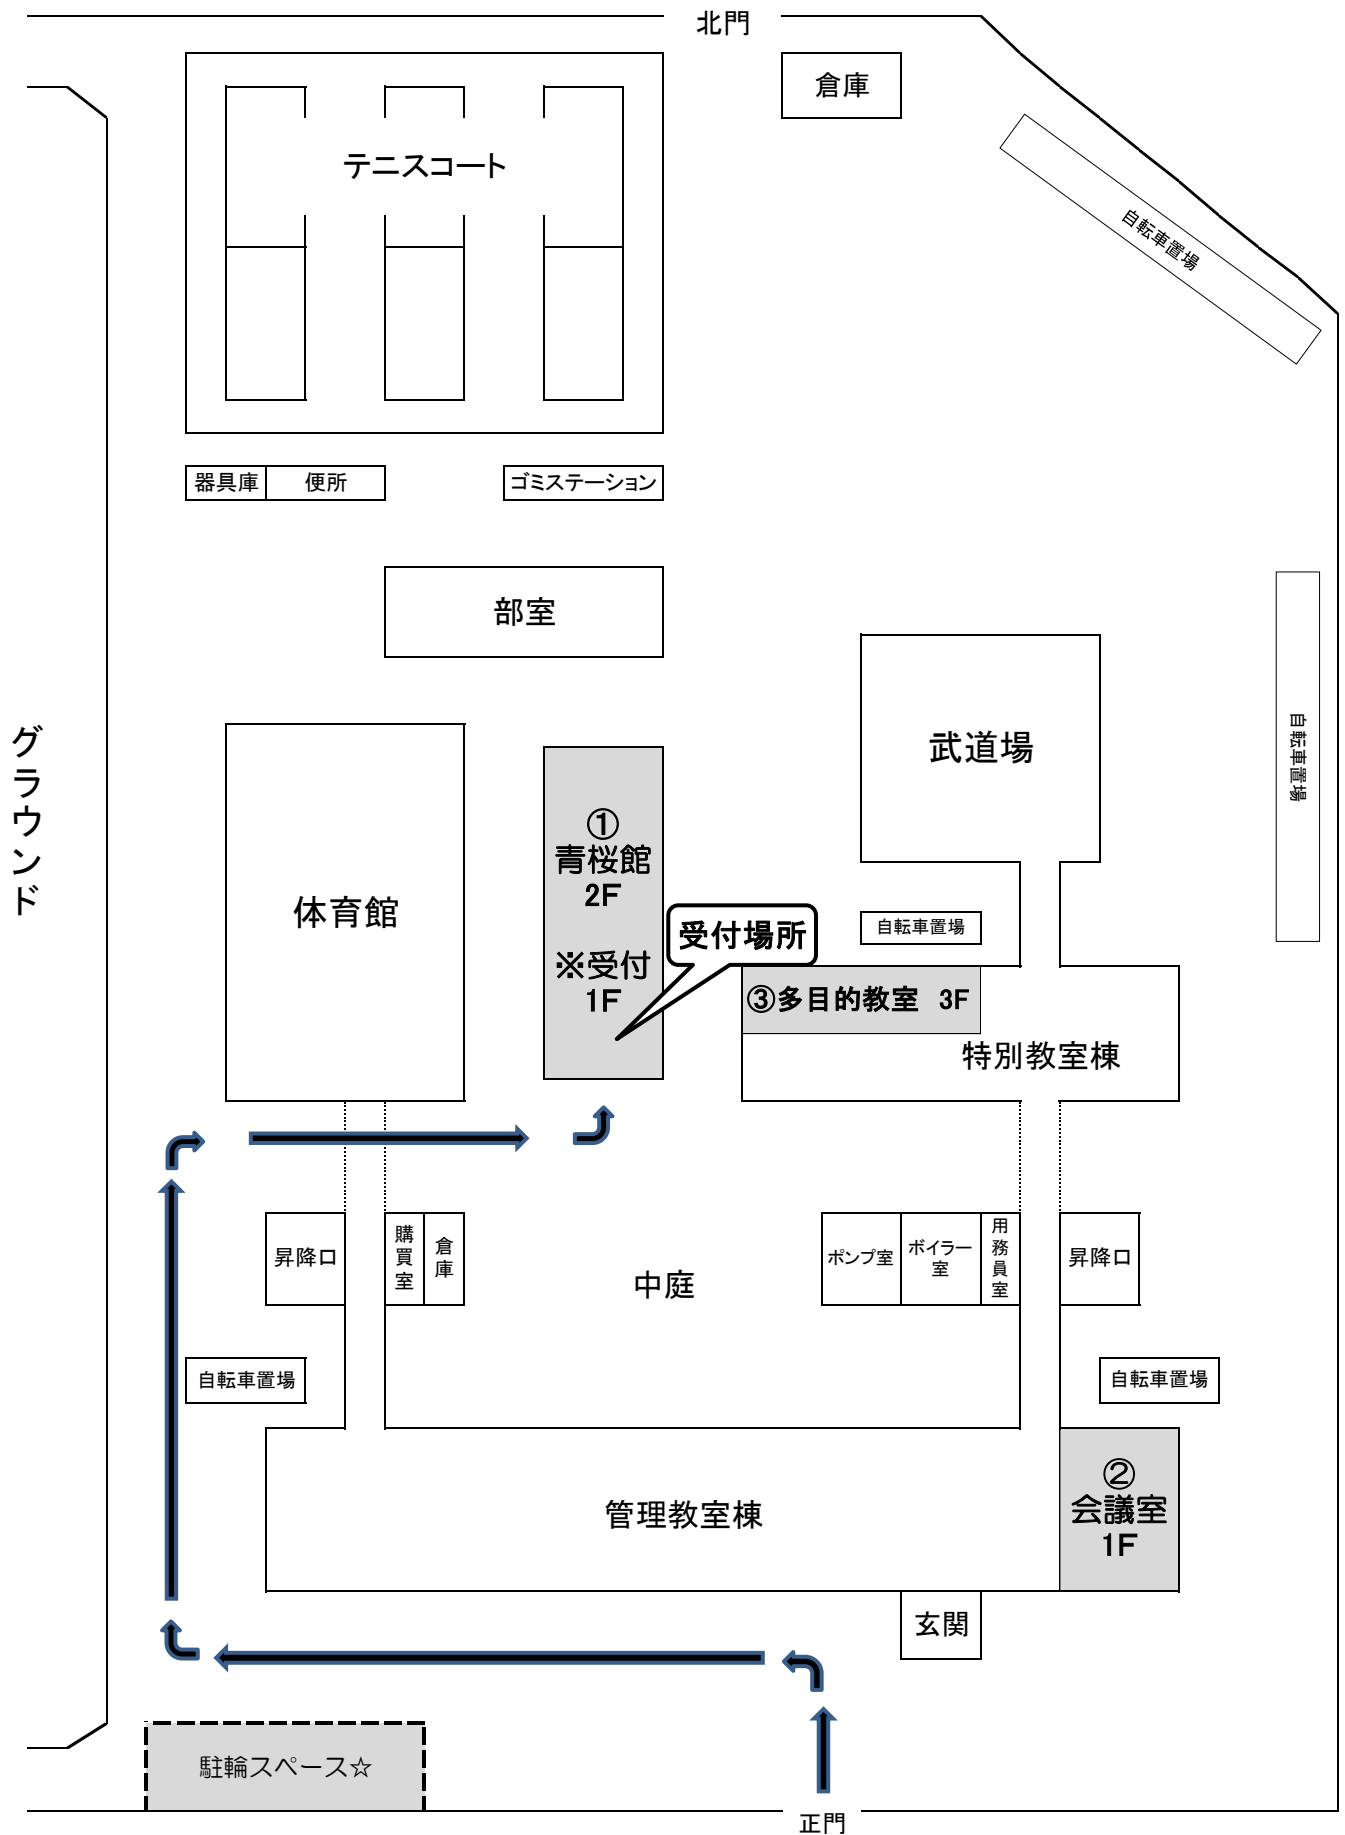 北門
倉庫
テニスコート
自転車置場
器具庫
便所
ゴミステーション
部室
グラウンド
自転車置場
武道場
体育館
①
青桜館
2F
※受付
1F
受付場所
自転車置場
③多目的教室 3F
特別教室棟
昇降口
購買室
倉庫
中庭
ポンプ室
ボイラー
室
用務員室
昇降口
自転車置場
自転車置場
管理教室棟
②
会議室
1F
玄関
駐輪スペース☆
正門